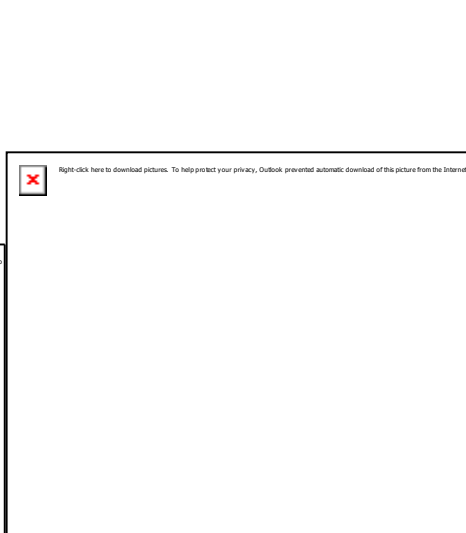 Right-click here to download pictures. To help protect your privacy, Outlook prevented automatic download of this picture from the Internet